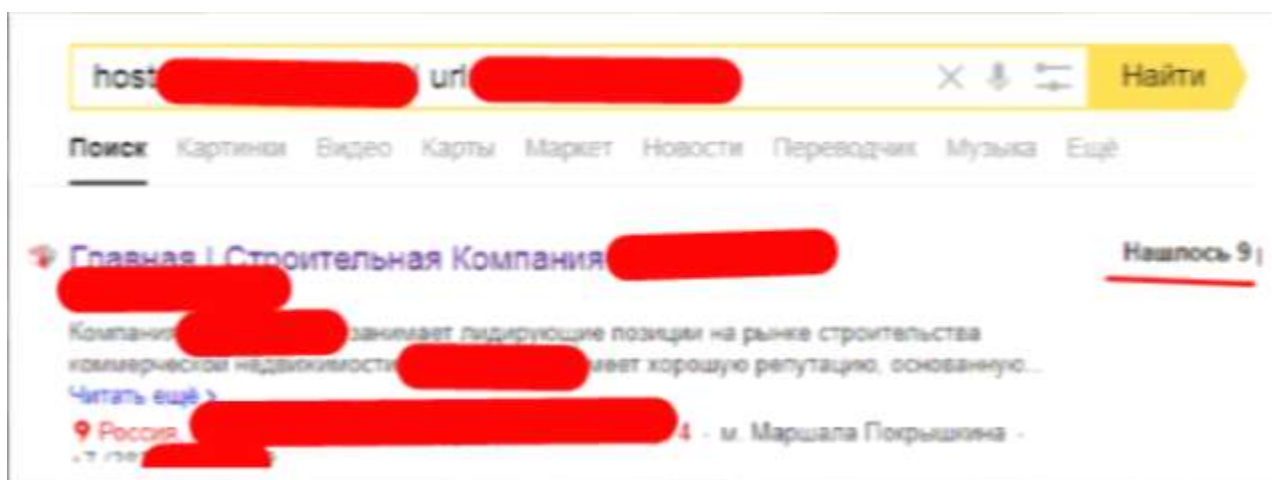 host url Найти
Поиск Картинки Видео Карты Маркет Новости Переводчик Музыка Ещё
Главная | Строительная Компания
Нашлось 9
Компания занимает лидирующие позиции на рынке строительства
коммерческой недвижимости имеет хорошую репутацию, основанную...
Читать ещё >
Россия, 4 - м. Маршала Покрышкина -